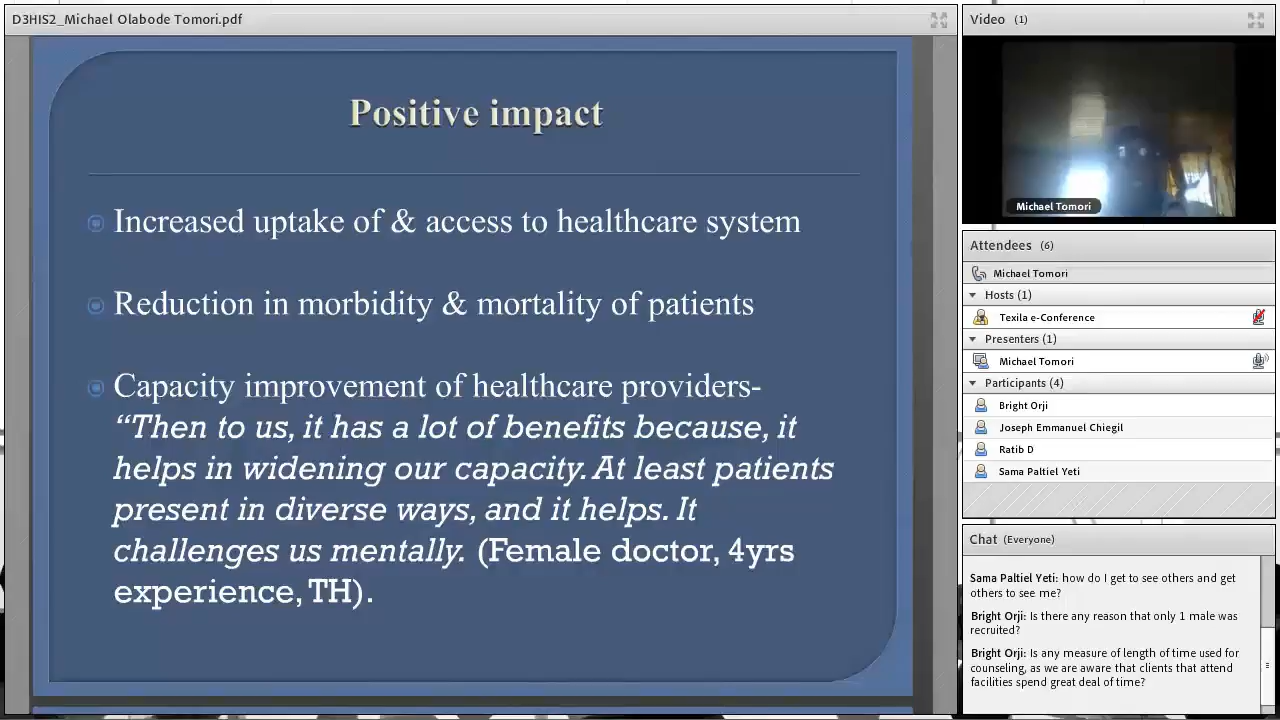 D3HIS2_Michael Olabode Tomori.pdf
Positive impact
Increased uptake of & access to healthcare system
Reduction in morbidity & mortality of patients
Capacity improvement of healthcare providers-
“Then to us, it has a lot of benefits because, it
helps in widening our capacity. At least patients
present in diverse ways, and it helps. It
challenges us mentally. (Female doctor, 4yrs
experience, TH).
Video (1)
Michael Tomori
Attendees (6)
Michael Tomori
Hosts (1)
Texila e-Conference
Presenters (1)
Michael Tomori
Participants (4)
Bright Orji
Joseph Emmanuel Chiegil
Ratib D
Sama Paltiel Yeti
Chat (Everyone)
Sama Paltiel Yeti: how do I get to see others and get
others to see me?
Bright Orji: Is there any reason that only 1 male was
recruited?
Bright Orji: Is any measure of length of time used for
counseling, as we are aware that clients that attend
facilities spend great deal of time?